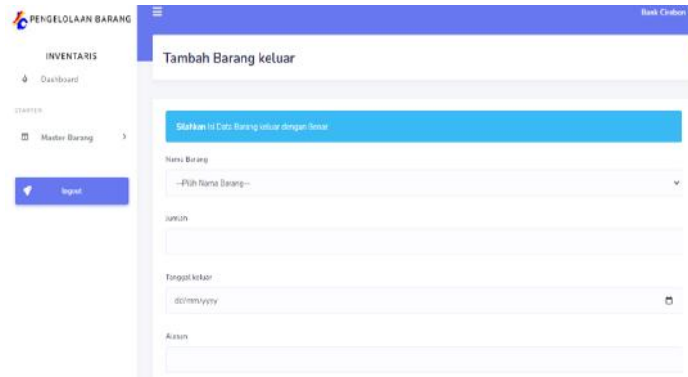 PENGELOLAAN BARANG
Bank Cirebon
INVENTARIS
Dashboard
STARTER
Master Barang
logout
Tambah Barang keluar
Silahkan Isi Data Barang keluar dengan Benar
Nama Barang
--Pilih Nama Barang--
Jumlah
Tanggal keluar
dd/mm/yyyy
Alasan